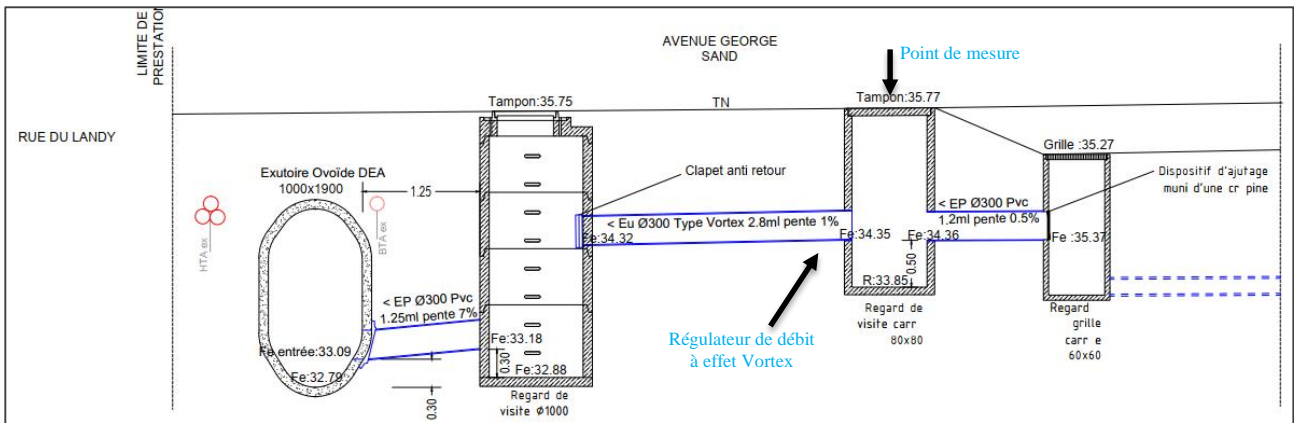 LIMITE DE
PRESTATION
AVENUE GEORGE
SAND
Point de mesure
Tampon:35.75
TN
Tampon:35.77
RUE DU LANDY
Grille :35.27
Exutoire Ovoïde DEA
1000x1900
1.25
Clapet anti retour
Dispositif d'ajutage
muni d'une cr pine
HTA ex
BTA ex
< Eu Ø300 Type Vortex 2.8ml pente 1%
< EP Ø300 Pvc
1.2ml pente 0.5%
Fe:34.32
Fe:34.35
Fe:34.36
Fe :35.37
0.50
R:33.85
< EP Ø300 Pvc
1.25ml pente 7%
Regard de
visite carr
80x80
Regard
grille
carr e
60x60
Régulateur de débit
à effet Vortex
Fe entrée:33.09
Fe:33.18
Fe:32.79
0.30
Fe:32.88
0.30
Regard de
visite Ø1000